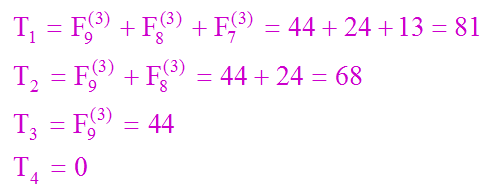 T₁ = F₉⁽³⁾ + F₈⁽³⁾ + F₇⁽³⁾ = 44 + 24 + 13 = 81
T₂ = F₉⁽³⁾ + F₈⁽³⁾ = 44 + 24 = 68
T₃ = F₉⁽³⁾ = 44
T₄ = 0